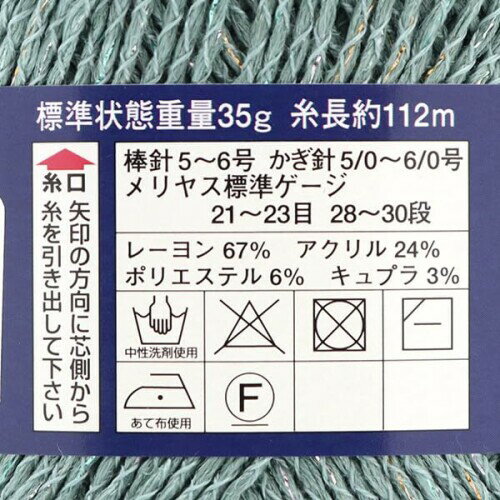 標準状態重量35g 糸長約112m
糸口
矢印の方向に芯側から
糸を引き出して下さい
棒針5～6号 かぎ針5/0～6/0号
メリヤス標準ゲージ
21～23目 28～30段
レーヨン 67% アクリル 24%
ポリエステル 6% キュプラ 3%
中性洗剤使用
あて布使用
F